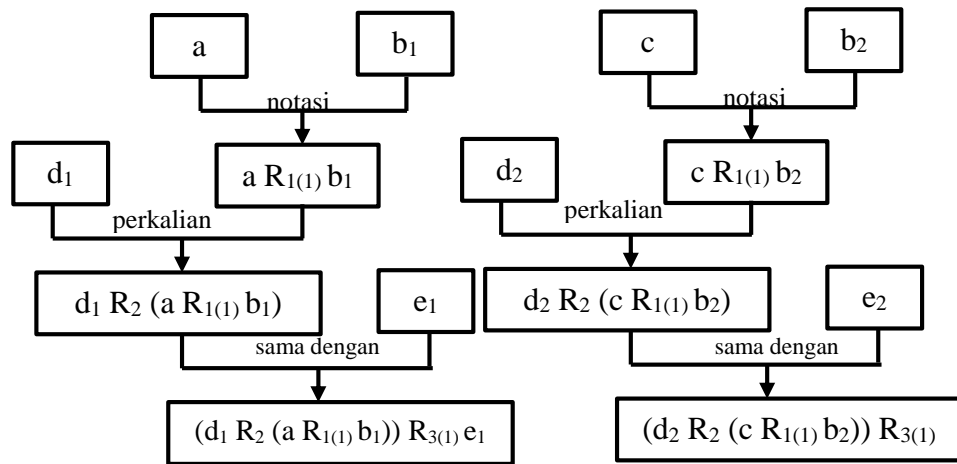 a
b₁
c
b₂
notasi
notasi
d₁
a R₁₍₁₎ b₁
d₂
c R₁₍₁₎ b₂
perkalian
perkalian
d₁ R₂ (a R₁₍₁₎ b₁)
e₁
d₂ R₂ (c R₁₍₁₎ b₂)
e₂
sama dengan
sama dengan
(d₁ R₂ (a R₁₍₁₎ b₁)) R₃₍₁₎ e₁
(d₂ R₂ (c R₁₍₁₎ b₂)) R₃₍₁₎